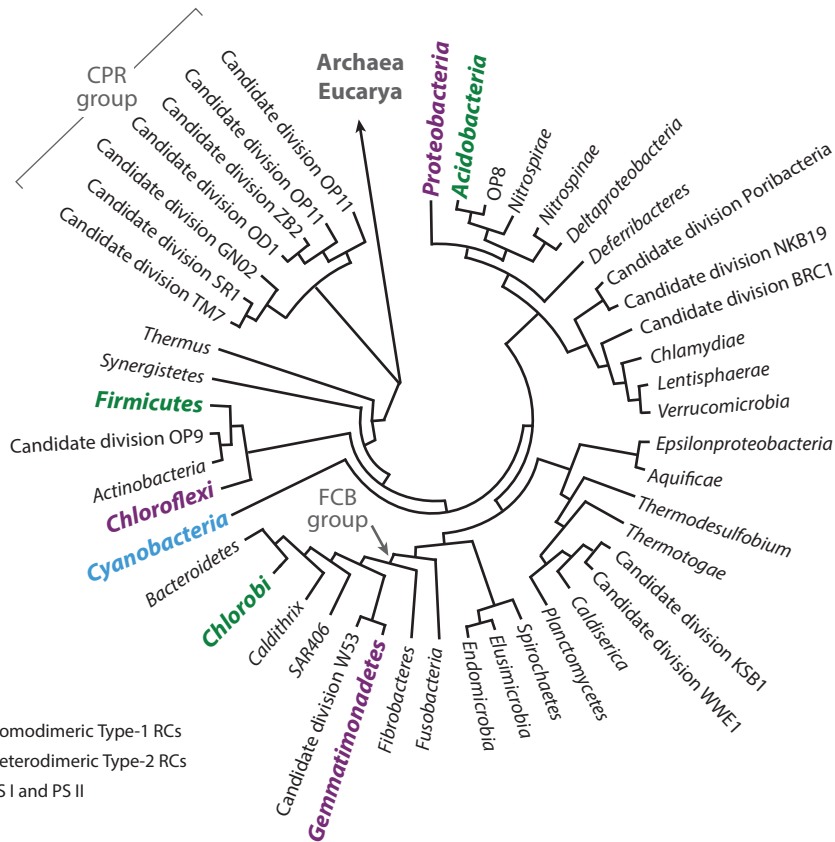 CPR
group
Candidate division OP11
Candidate division OP11
Candidate division ZB2
Candidate division OD1
Candidate division GN02
Candidate division SR1
Candidate division TM7
Archaea
Eucarya
Proteobacteria
Acidobacteria
OP8
Nitrospirae
Nitrospinae
Deltaproteobacteria
Deferribacteres
Candidate division Poribacteria
Candidate division NKB19
Candidate division BRC1
Chlamydiae
Lentisphaerae
Verrucomicrobia
Epsilonproteobacteria
Aquificae
Thermodesulfobium
Thermotogae
Candidate division KSB1
Candidate division WWE1
Caldiserica
Planctomycetes
Spirochaetes
Elusimicrobia
Endomicrobia
Fusobacteria
Fibrobacteres
Gemmatimonadetes
Candidate division W53
SAR406
Caldithrix
Chlorobi
Bacteroidetes
FCB
group
Cyanobacteria
Chloroflexi
Actinobacteria
Candidate division OP9
Firmicutes
Synergistetes
Thermus
omodimeric Type-1 RCs
eterodimeric Type-2 RCs
S I and PS II